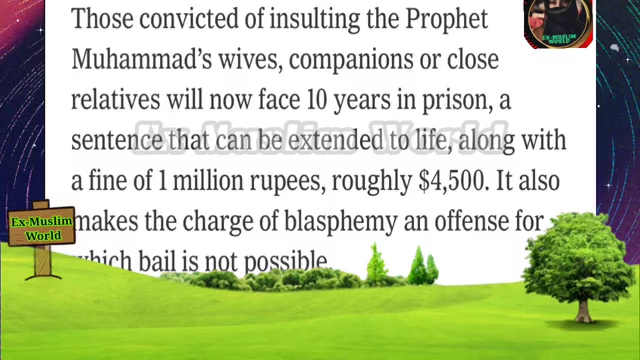 Those convicted of insulting the Prophet
Muhammad's wives, companions or close
relatives will now face 10 years in prison, a
sentence that can be extended to life, along with
a fine of 1 million rupees, roughly $4,500. It also
makes the charge of blasphemy an offense for
which bail is not possible
Ex-Muslim World
EX-MUSLIM
WORLD
Ex-Muslim
World